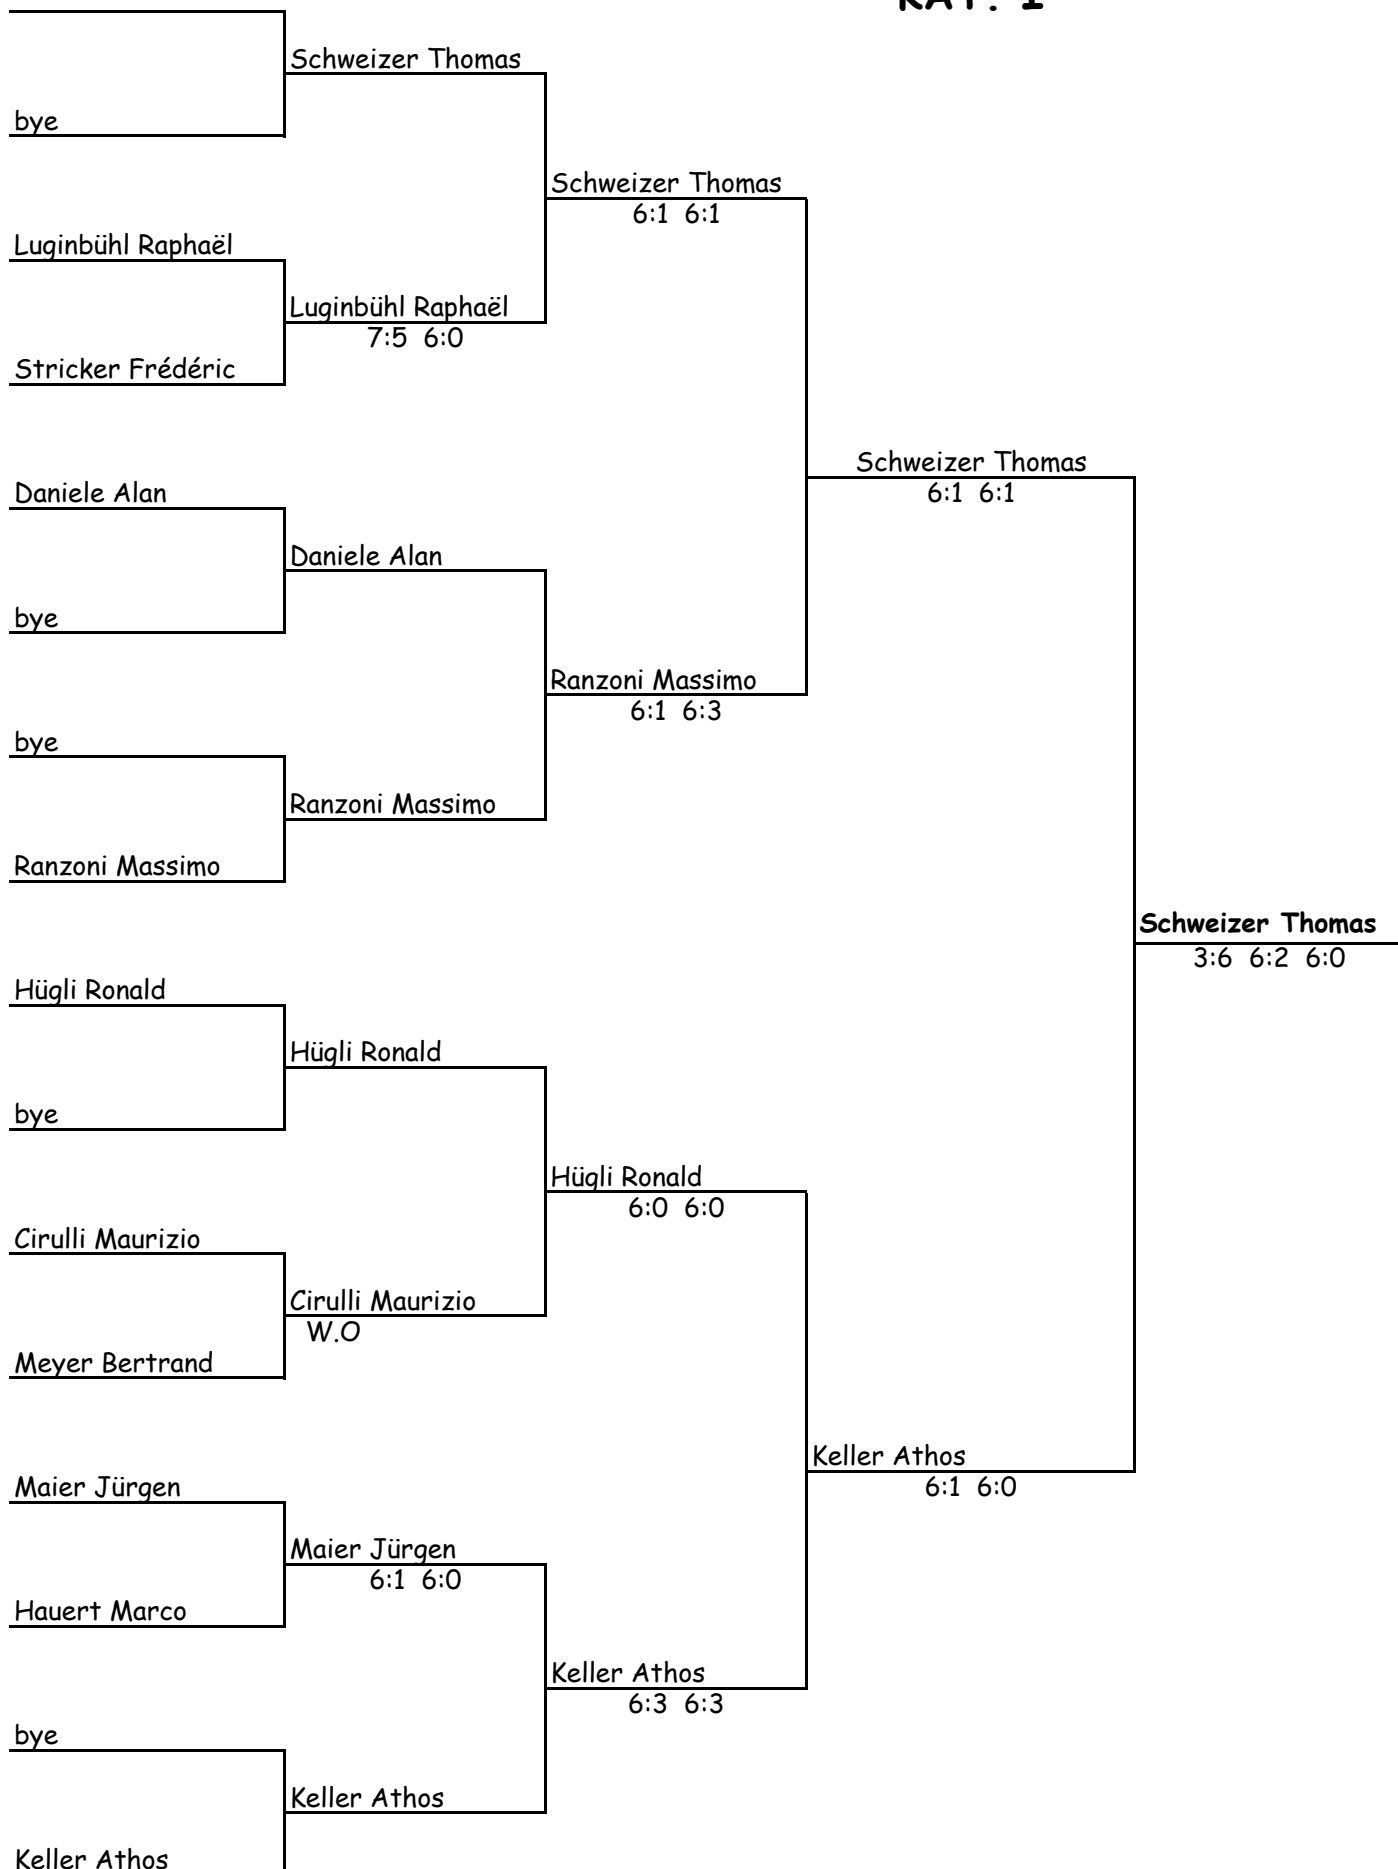 KAT. I
Schweizer Thomas
bye
Schweizer Thomas
6:1 6:1
Luginbühl Raphaël
Luginbühl Raphaël
7:5 6:0
Stricker Frédéric
Schweizer Thomas
6:1 6:1
Daniele Alan
Daniele Alan
bye
Ranzoni Massimo
6:1 6:3
bye
Ranzoni Massimo
Ranzoni Massimo
Schweizer Thomas
3:6 6:2 6:0
Hügli Ronald
Hügli Ronald
bye
Hügli Ronald
6:0 6:0
Cirulli Maurizio
Cirulli Maurizio
W.O
Meyer Bertrand
Keller Athos
6:1 6:0
Maier Jürgen
Maier Jürgen
6:1 6:0
Hauert Marco
Keller Athos
6:3 6:3
bye
Keller Athos
Keller Athos